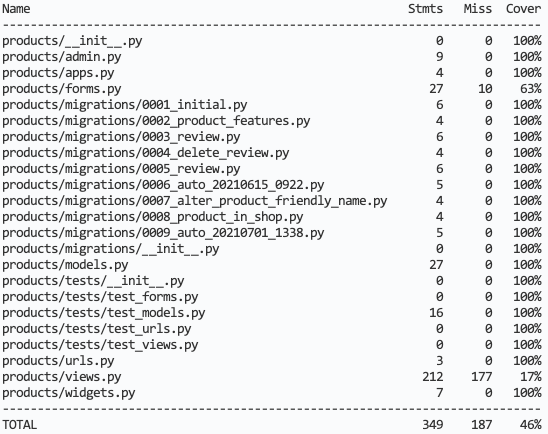 Name Stmts Miss Cover
--------------------------------------------------------------------
products/__init__.py 0 0 100%
products/admin.py 9 0 100%
products/apps.py 4 0 100%
products/forms.py 27 10 63%
products/migrations/0001_initial.py 6 0 100%
products/migrations/0002_product_features.py 4 0 100%
products/migrations/0003_review.py 6 0 100%
products/migrations/0004_delete_review.py 4 0 100%
products/migrations/0005_review.py 6 0 100%
products/migrations/0006_auto_20210615_0922.py 5 0 100%
products/migrations/0007_alter_product_friendly_name.py 4 0 100%
products/migrations/0008_product_in_shop.py 4 0 100%
products/migrations/0009_auto_20210701_1338.py 5 0 100%
products/migrations/__init__.py 0 0 100%
products/models.py 27 0 100%
products/tests/__init__.py 0 0 100%
products/tests/test_forms.py 0 0 100%
products/tests/test_models.py 16 0 100%
products/tests/test_urls.py 0 0 100%
products/tests/test_views.py 0 0 100%
products/urls.py 3 0 100%
products/views.py 212 177 17%
products/widgets.py 7 0 100%
--------------------------------------------------------------------
TOTAL 349 187 46%